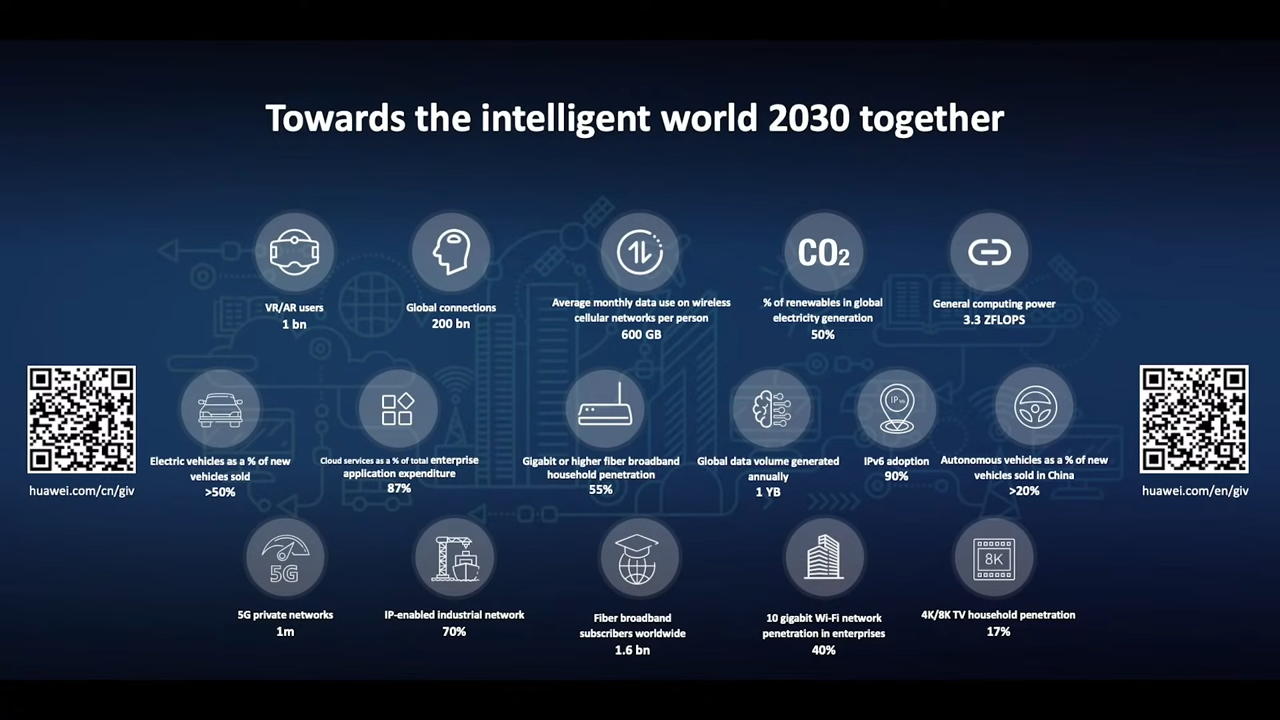 Towards the intelligent world 2030 together
CO2
VR/AR users
1 bn
Global connections
200 bn
Average monthly data use on wireless
cellular networks per person
600 GB
% of renewables in global
electricity generation
50%
General computing power
3.3 ZFLOPS
huawei.com/cn/giv
Electric vehicles as a % of new
vehicles sold
>50%
Cloud services as a % of total enterprise
application expenditure
87%
Gigabit or higher fiber broadband
household penetration
55%
Global data volume generated
annually
1 YB
IPV6
IPv6 adoption
90%
Autonomous vehicles as a % of new
vehicles sold in China
>20%
huawei.com/en/giv
5G
5G private networks
1m
IP-enabled industrial network
70%
Fiber broadband
subscribers worldwide
1.6 bn
10 gigabit Wi-Fi network
penetration in enterprises
40%
8K
4K/8K TV household penetration
17%